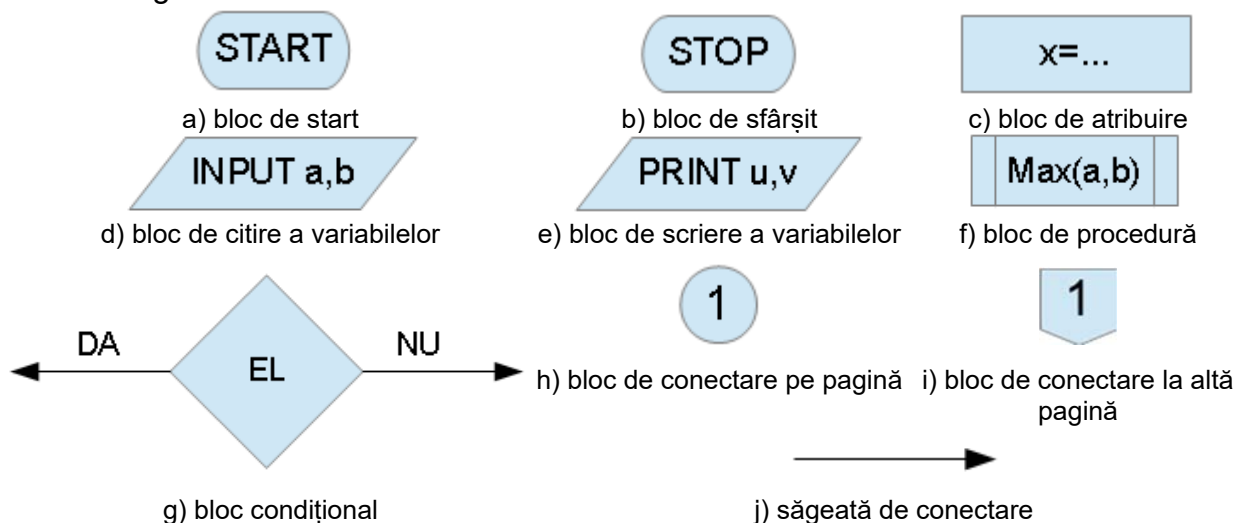 START
STOP
x=...
a) bloc de start
b) bloc de sfârșit
c) bloc de atribuire
INPUT a,b
PRINT u,v
Max(a,b)
d) bloc de citire a variabilelor
e) bloc de scriere a variabilelor
f) bloc de procedură
DA
EL
NU
1
1
h) bloc de conectare pe pagină
i) bloc de conectare la altă
pagină
g) bloc condițional
j) săgeată de conectare